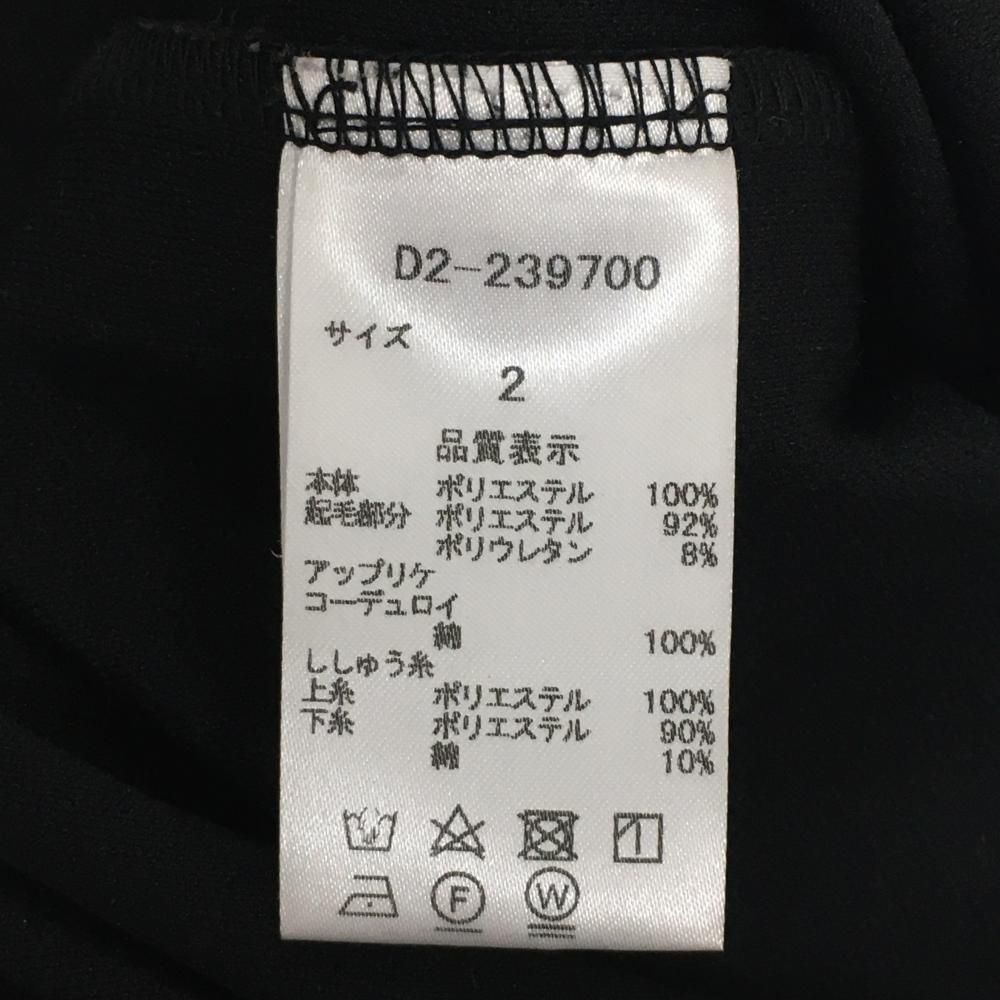 D2-239700
サイズ
2
品質表示
本体 ポリエステル 100%
起毛部分 ポリエステル 92%
ポリウレタン 8%
アップリケ
コーデュロイ
綿 100%
ししゅう糸
上糸 ポリエステル 100%
下糸 ポリエステル 90%
綿 10%
F W